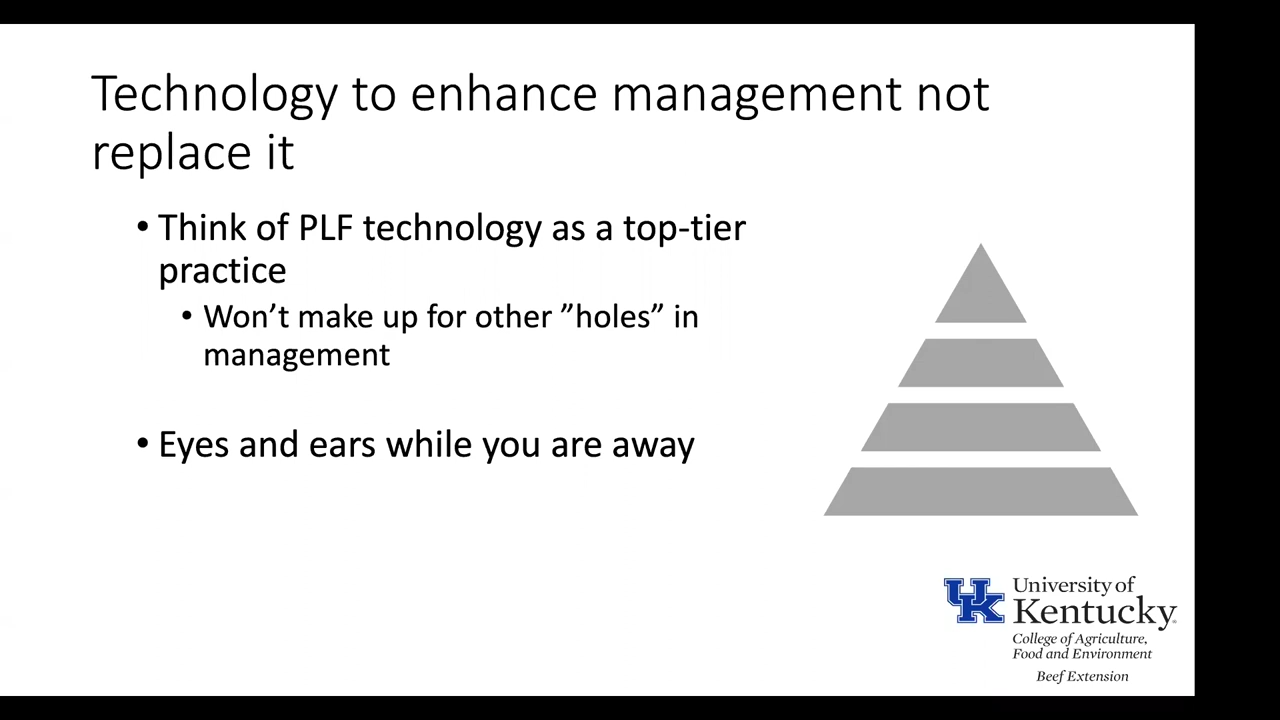 Technology to enhance management not
replace it
• Think of PLF technology as a top-tier
practice
• Won’t make up for other ”holes” in
management
• Eyes and ears while you are away
UK
University of
Kentucky®
College of Agriculture,
Food and Environment
Beef Extension